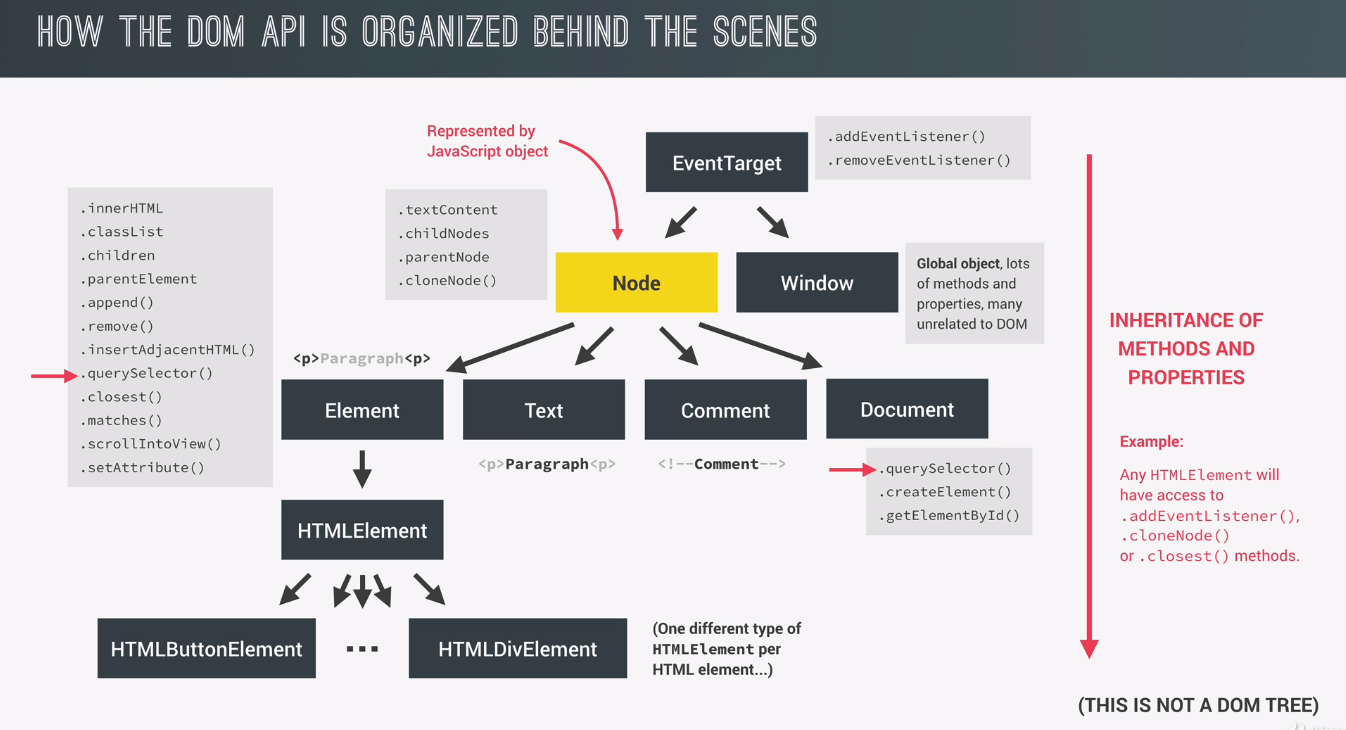 HOW THE DOM API IS ORGANIZED BEHIND THE SCENES
Represented by
JavaScript object
EventTarget
.addEventListener()
.removeEventListener()
.innerHTML
.classList
.children
.parentElement
.append()
.remove()
.insertAdjacentHTML()
.querySelector()
.closest()
.matches()
.scrollIntoView()
.setAttribute()
.textContent
.childNodes
.parentNode
.cloneNode()
Node
Window
Global object, lots
of methods and
properties, many
unrelated to DOM
<p>Paragraph<p>
Element
Text
Comment
Document
<p>Paragraph<p>
<!--Comment-->
.querySelector()
.createElement()
.getElementById()
HTMLElement
HTMLButtonElement
...
HTMLDivElement
(One different type of
HTMLElement per
HTML element...)
INHERITANCE OF
METHODS AND
PROPERTIES
Example:
Any HTMLElement will
have access to
.addEventListener(),
.cloneNode()
or .closest() methods.
(THIS IS NOT A DOM TREE)